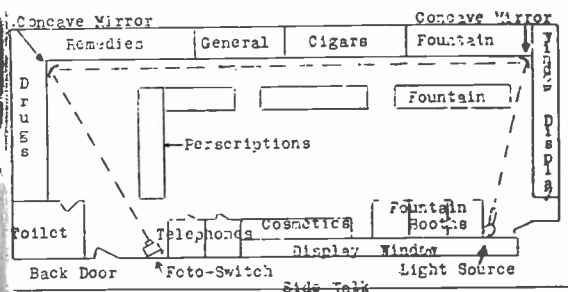 Concave Mirror
Concave Mirror
Remedies
General
Cigars
Fountain
Window Display
Drugs
Fountain
Perscriptions
Fountain
Booths
Toilet
Telephones
Cosmetics
Display Window
Back Door
Foto-Switch
Light Source
Side Walk